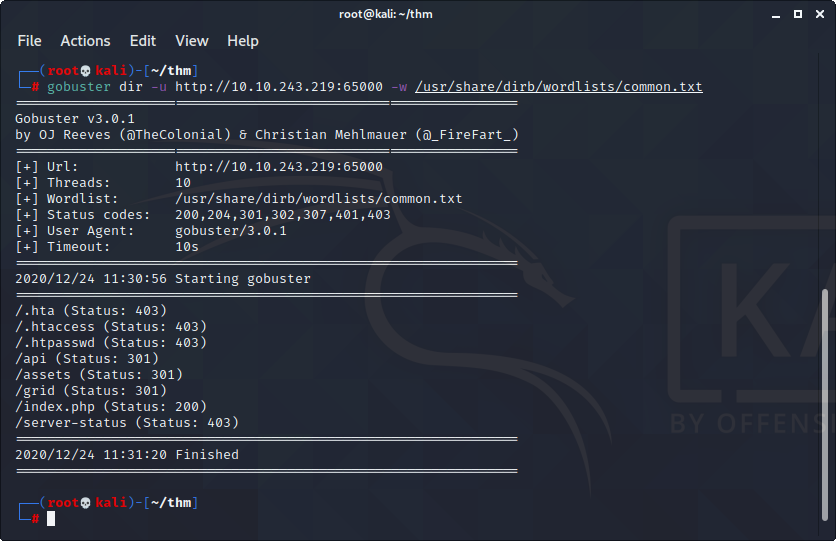 root@kali: ~/thm
File Actions Edit View Help
┌──(root💀kali)-[~/thm]
└─# gobuster dir -u http://10.10.243.219:65000 -w /usr/share/dirb/wordlists/common.txt
===============================================================
Gobuster v3.0.1
by OJ Reeves (@TheColonial) & Christian Mehlmauer (@_FireFart_)
===============================================================
[+] Url:            http://10.10.243.219:65000
[+] Threads:        10
[+] Wordlist:       /usr/share/dirb/wordlists/common.txt
[+] Status codes:   200,204,301,302,307,401,403
[+] User Agent:     gobuster/3.0.1
[+] Timeout:        10s
===============================================================
2020/12/24 11:30:56 Starting gobuster
===============================================================
/.hta (Status: 403)
/.htaccess (Status: 403)
/.htpasswd (Status: 403)
/api (Status: 301)
/assets (Status: 301)
/grid (Status: 301)
/index.php (Status: 200)
/server-status (Status: 403)
===============================================================
2020/12/24 11:31:20 Finished
===============================================================
┌──(root💀kali)-[~/thm]
└─#
KA
BY OFFENSI